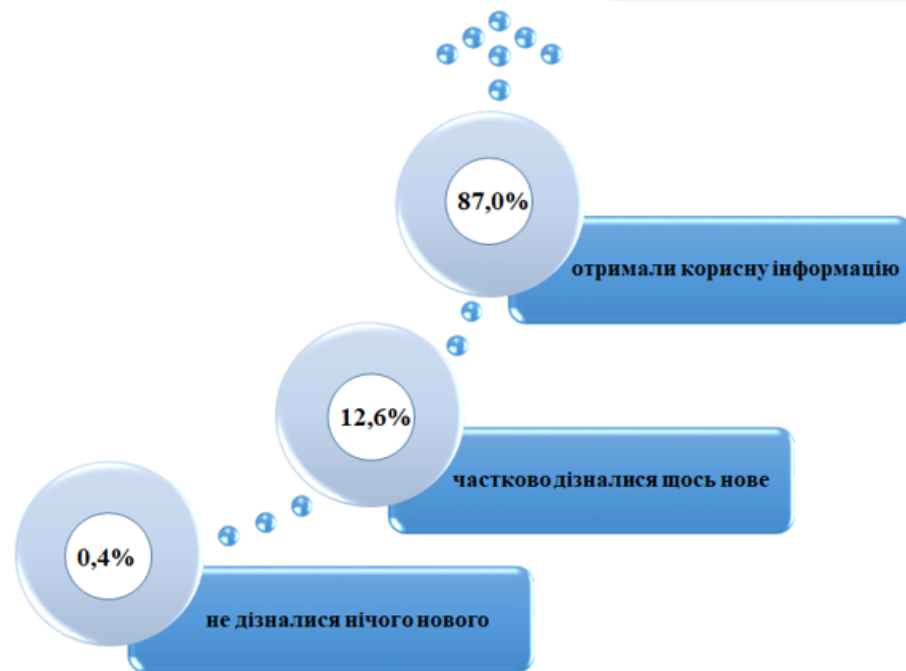 87,0%
отримали корисну інформацію
12,6%
частково дізналися щось нове
0,4%
не дізналися нічого нового